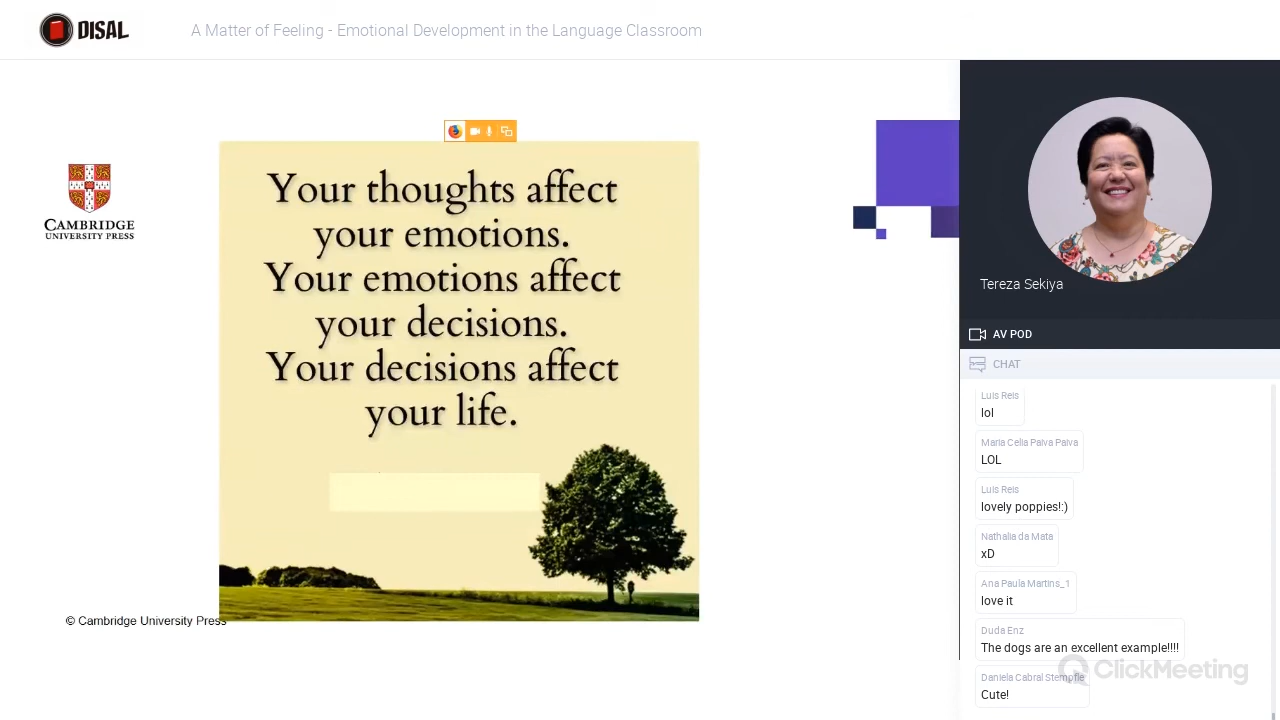 DISAL
A Matter of Feeling - Emotional Development in the Language Classroom
CAMBRIDGE
UNIVERSITY PRESS
Your thoughts affect
your emotions.
Your emotions affect
your decisions.
Your decisions affect
your life.
© Cambridge University Press
Tereza Sekiya
AV POD
CHAT
Luis Reis
lol
Maria Celia Paiva Paiva
LOL
Luis Reis
lovely poppies!:)
Nathalia da Mata
xD
Ana Paula Martins_1
love it
Duda Enz
The dogs are an excellent example!!!!
Daniela Cabral Stempfle
Cute!
ClickMeeting